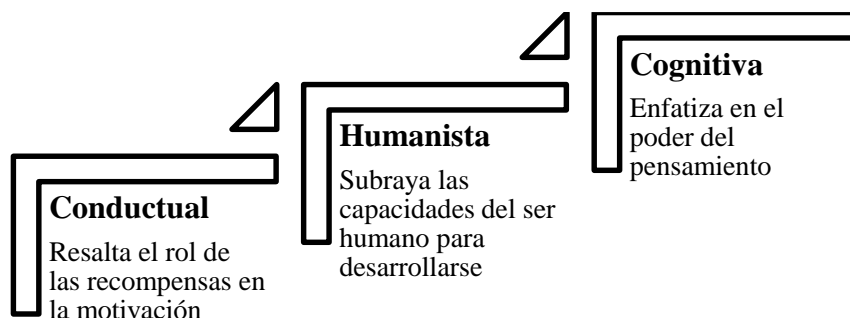 Conductual
Resalta el rol de
las recompensas en
la motivación
Humanista
Subraya las
capacidades del ser
humano para
desarrollarse
Cognitiva
Enfatiza en el
poder del
pensamiento